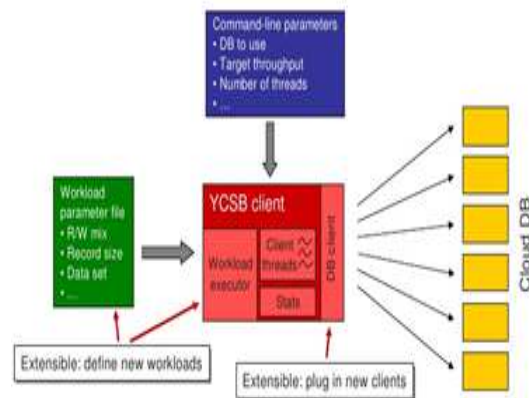 Command-line parameters
• DB to use
• Target throughput
• Number of threads
• ...
Workload
parameter file
• R/W mix
• Record size
• Data set
• ...
YCSB client
Workload
executor
Client
threads
Stats
DB client
Cloud DB
Extensible: define new workloads
Extensible: plug in new clients